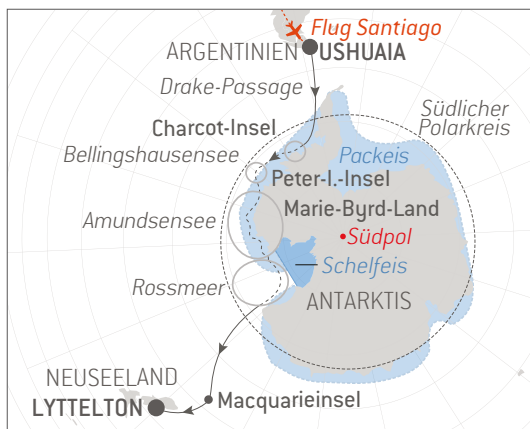 Flug Santiago
ARGENTINIEN
USHUAIA
Drake-Passage
Südlicher
Polarkreis
Charcot-Insel
Bellingshausensee
Packeis
Peter-I.-Insel
Marie-Byrd-Land
Amundsensee
Südpol
Schelfeis
Rossmeer
ANTARKTIS
NEUSEELAND
LYTTELTON
Macquarieinsel